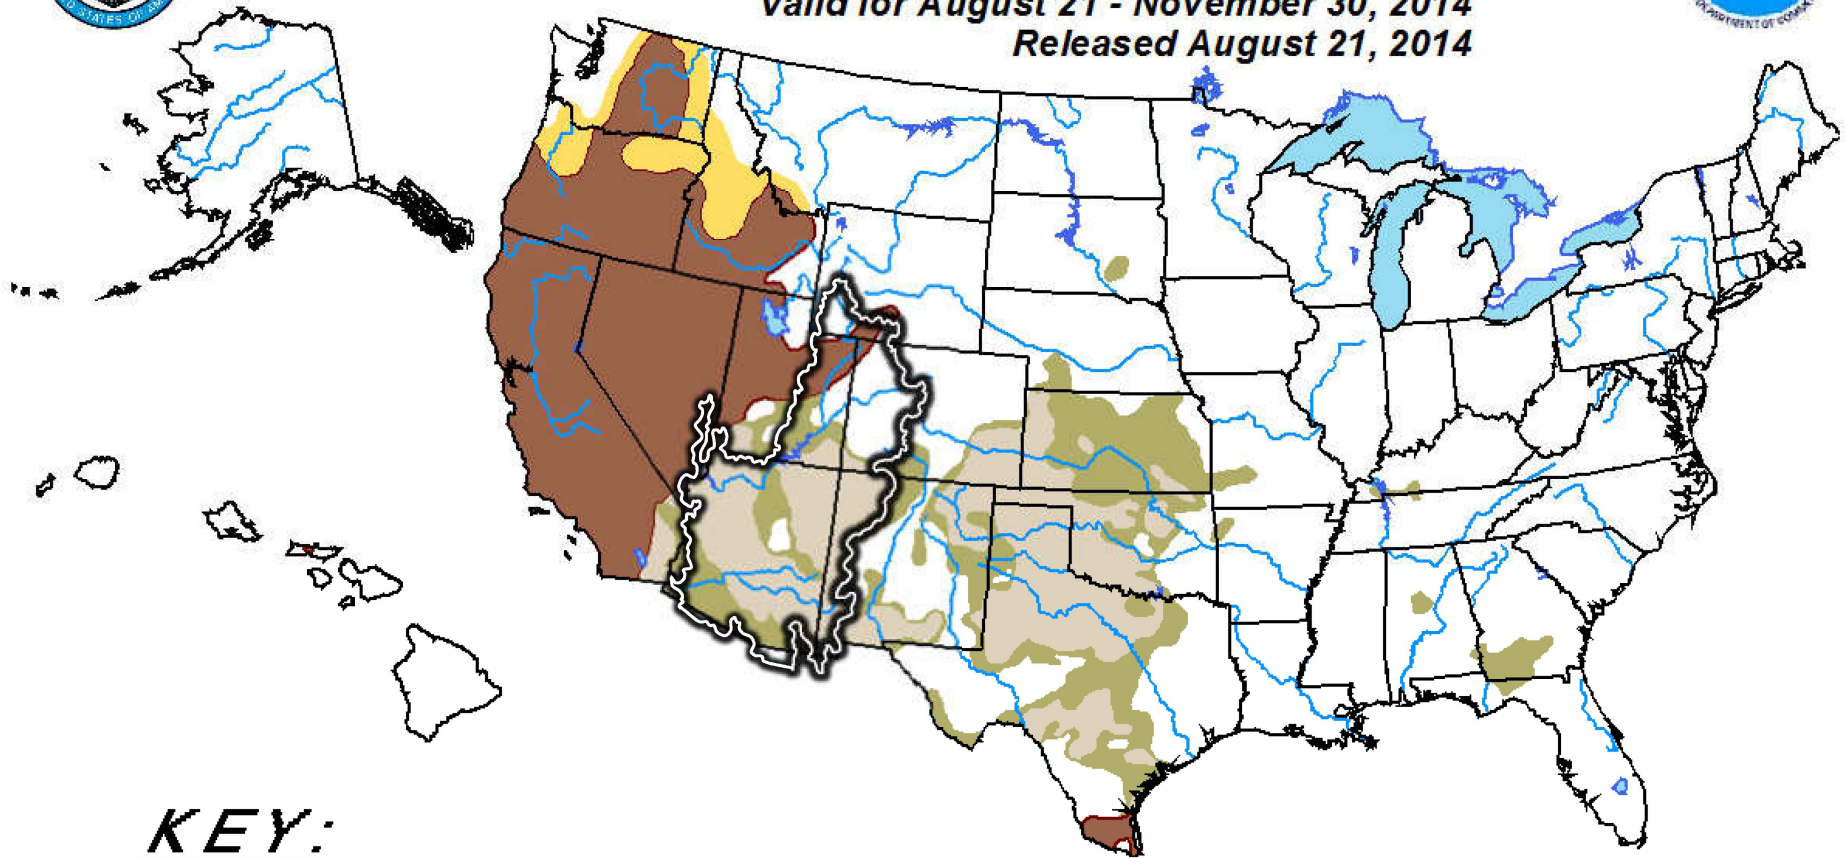 Valid for August 21 - November 30, 2014
Released August 21, 2014
KEY: